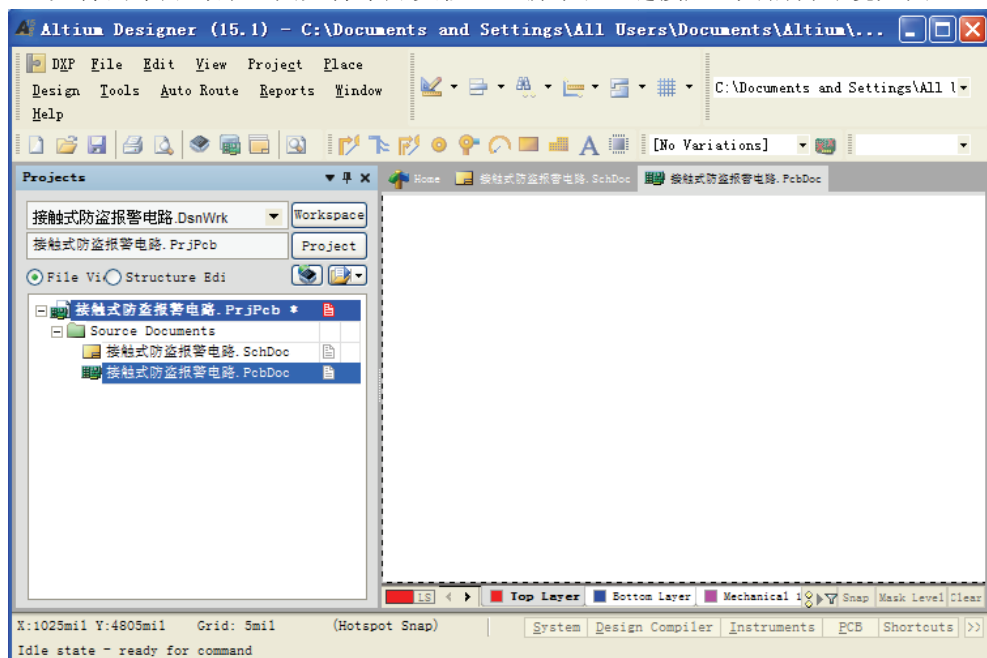 Altium Designer (15.1) - C:\Documents and Settings\All Users\Documents\Altium\...
DXP File Edit View Project Place
Design Tools Auto Route Reports Window
Help
C:\Documents and Settings\All l
[No Variations]
Projects
Home 接触式防盗报警电路.SchDoc 接触式防盗报警电路.PcbDoc
接触式防盗报警电路.DsnWrk Workspace
接触式防盗报警电路.PrjPcb Project
File Vi Structure Edi
接触式防盗报警电路.PrjPcb *
Source Documents
接触式防盗报警电路.SchDoc
接触式防盗报警电路.PcbDoc
LS Top Layer Bottom Layer Mechanical 1 Snap Mask Level Clear
X:1025mil Y:4805mil Grid: 5mil (Hotspot Snap) System Design Compiler Instruments PCB Shortcuts >>
Idle state - ready for command